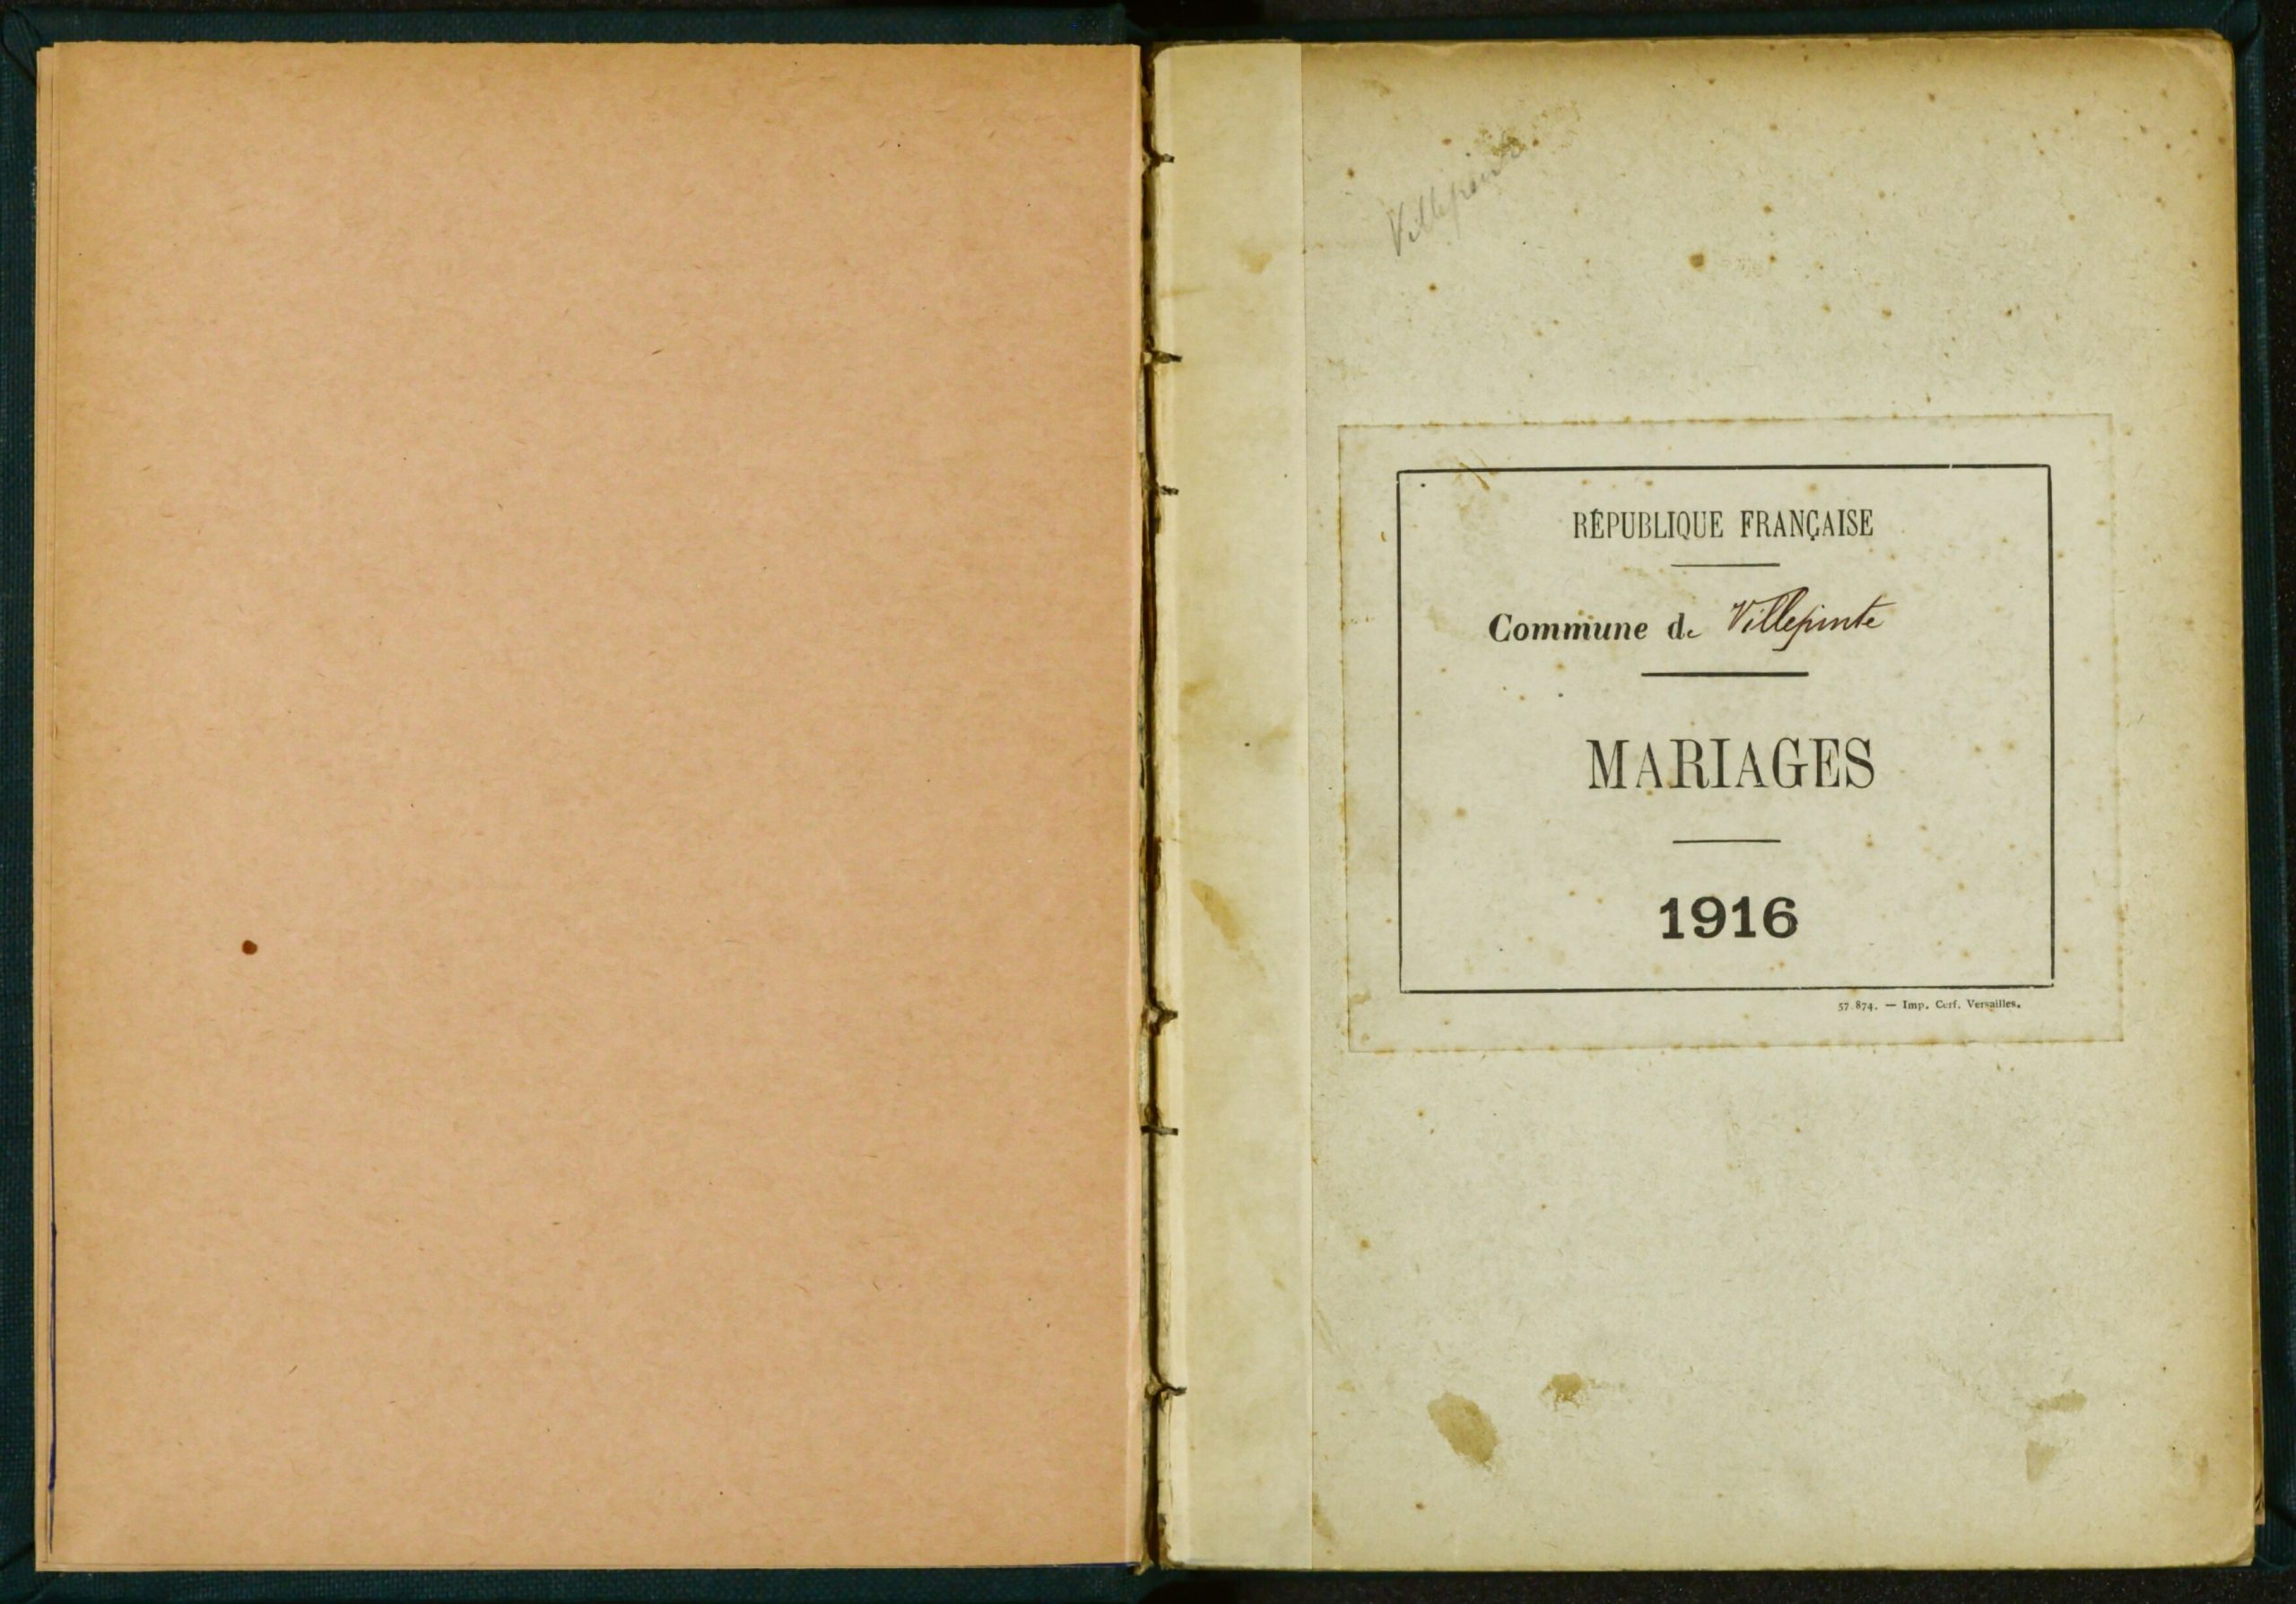 Villepinte
RÉPUBLIQUE FRANÇAISE
Commune de Villepinte
MARIAGES
1916
57.874. — Imp. Cerf. Versailles.